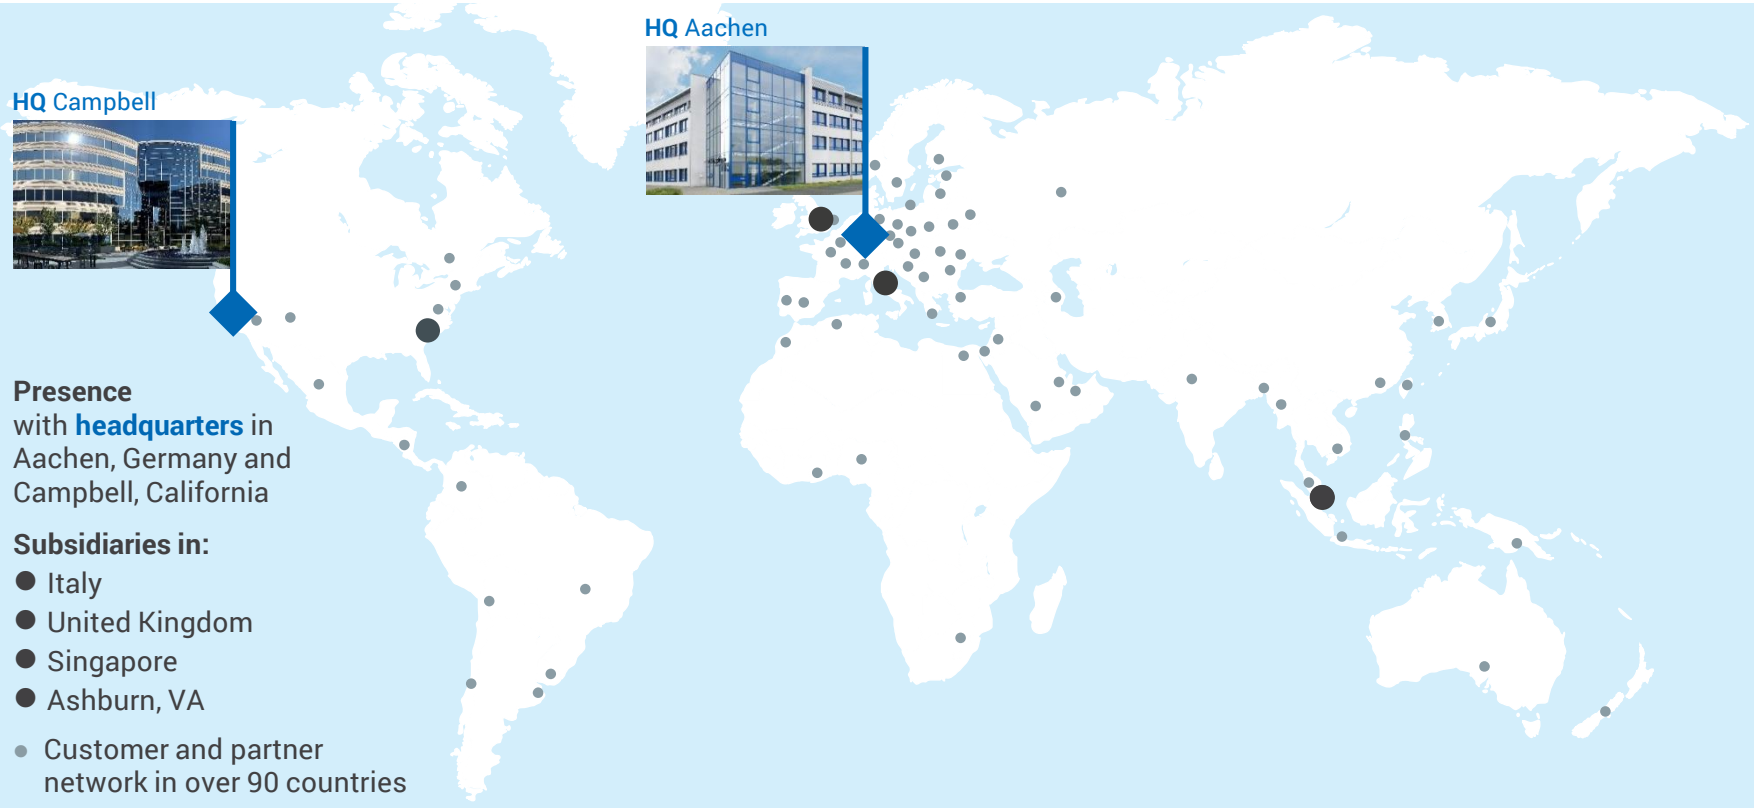 HQ Aachen
HQ Campbell
Presence
with headquarters in
Aachen, Germany and
Campbell, California
Subsidiaries in:
Italy
United Kingdom
Singapore
Ashburn, VA
Customer and partner
network in over 90 countries